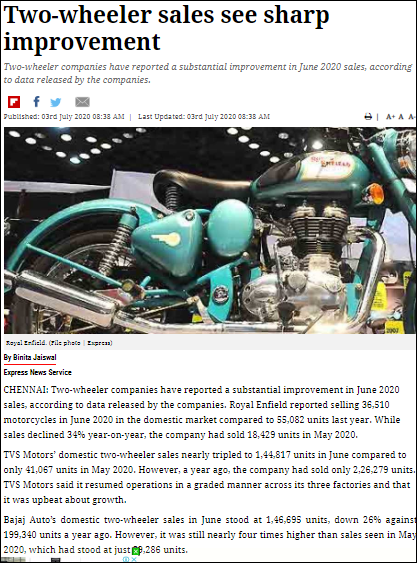 Two-wheeler sales see sharp
improvement
Two-wheeler companies have reported a substantial improvement in June 2020 sales, according
to data released by the companies.
Published: 03rd July 2020 08:38 AM | Last Updated: 03rd July 2020 08:38 AM | A+ A A-
ROYAL ENFIELD
Royal Enfield. (File photo | Express)
By Binita Jaiswal
Express News Service
CHENNAI: Two-wheeler companies have reported a substantial improvement in June 2020
sales, according to data released by the companies. Royal Enfield reported selling 36,510
motorcycles in June 2020 in the domestic market compared to 55,082 units last year. While
sales declined 34% year-on-year, the company had sold 18,429 units in May 2020.
TVS Motors’ domestic two-wheeler sales nearly tripled to 1,44,817 units in June compared to
only 41,067 units in May 2020. However, a year ago, the company had sold only 2,26,279 units.
TVS Motors said it resumed operations in a graded manner across its three factories and that
it was upbeat about growth.
Bajaj Auto’s domestic two-wheeler sales in June stood at 1,46,695 units, down 26% against
199,340 units a year ago. However, it was still nearly four times higher than sales seen in May
2020, which had stood at just 9,286 units.